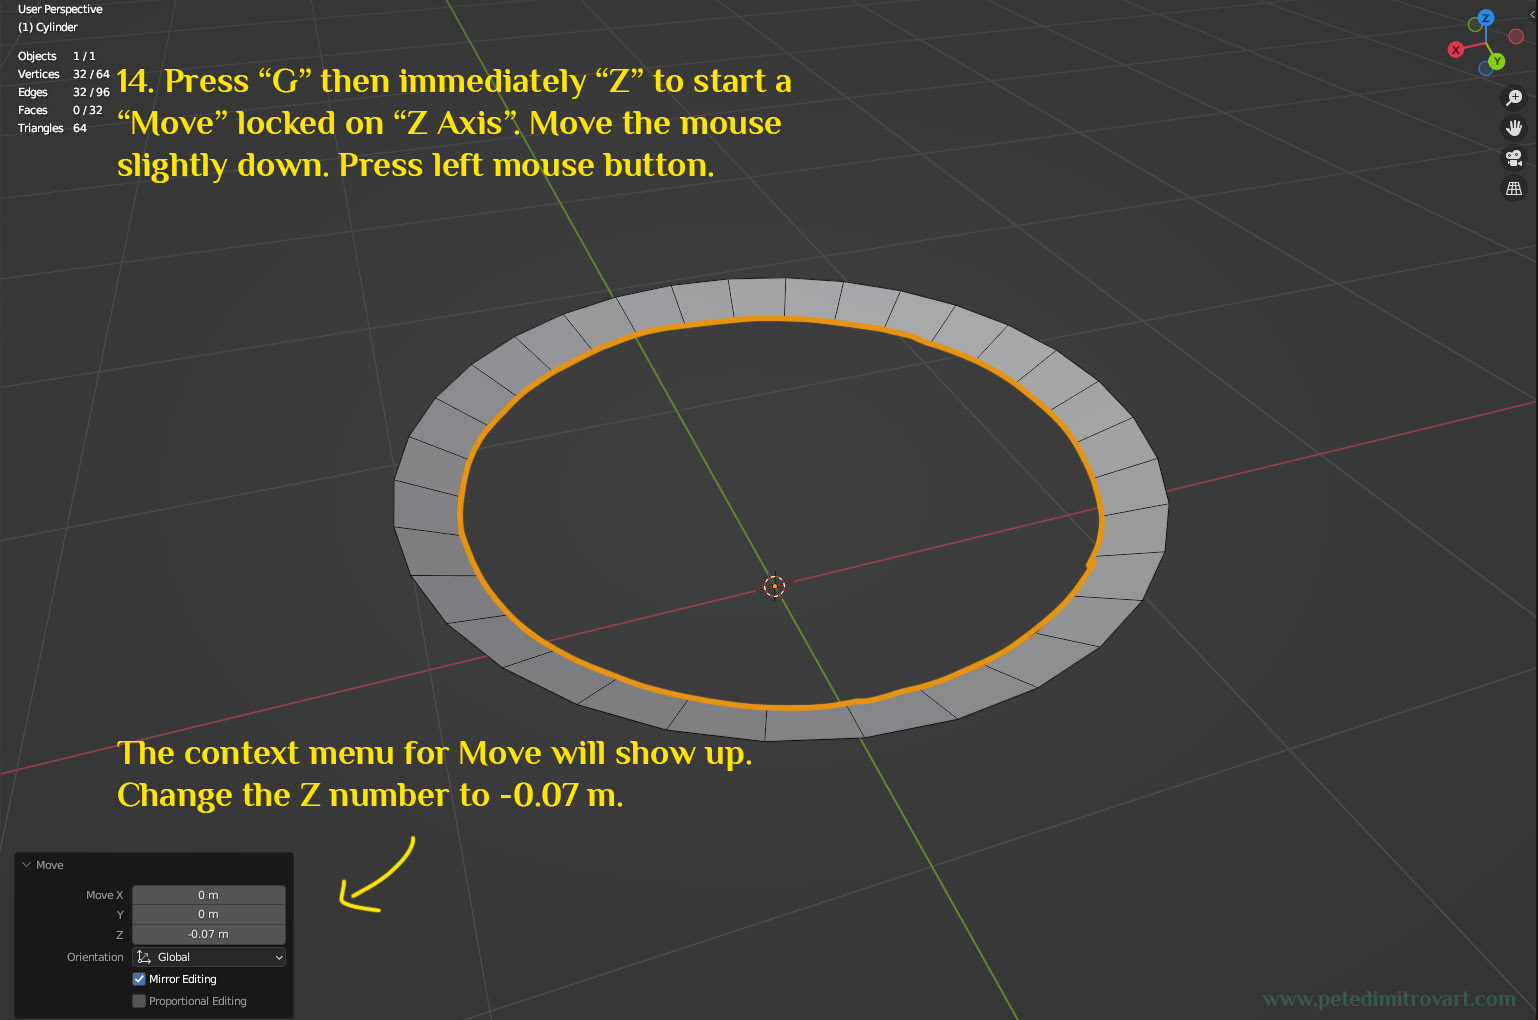 User Perspective
(1) Cylinder
Objects 1 / 1
Vertices 32 / 64
Edges 32 / 96
Faces 0 / 32
Triangles 64
14. Press “G” then immediately “Z” to start a
“Move” locked on “Z Axis”. Move the mouse
slightly down. Press left mouse button.
Z
X
Y
The context menu for Move will show up.
Change the Z number to -0.07 m.
Move
Move X 0 m
Y 0 m
Z -0.07 m
Orientation Global
Mirror Editing
Proportional Editing
www.petedimitrovart.com